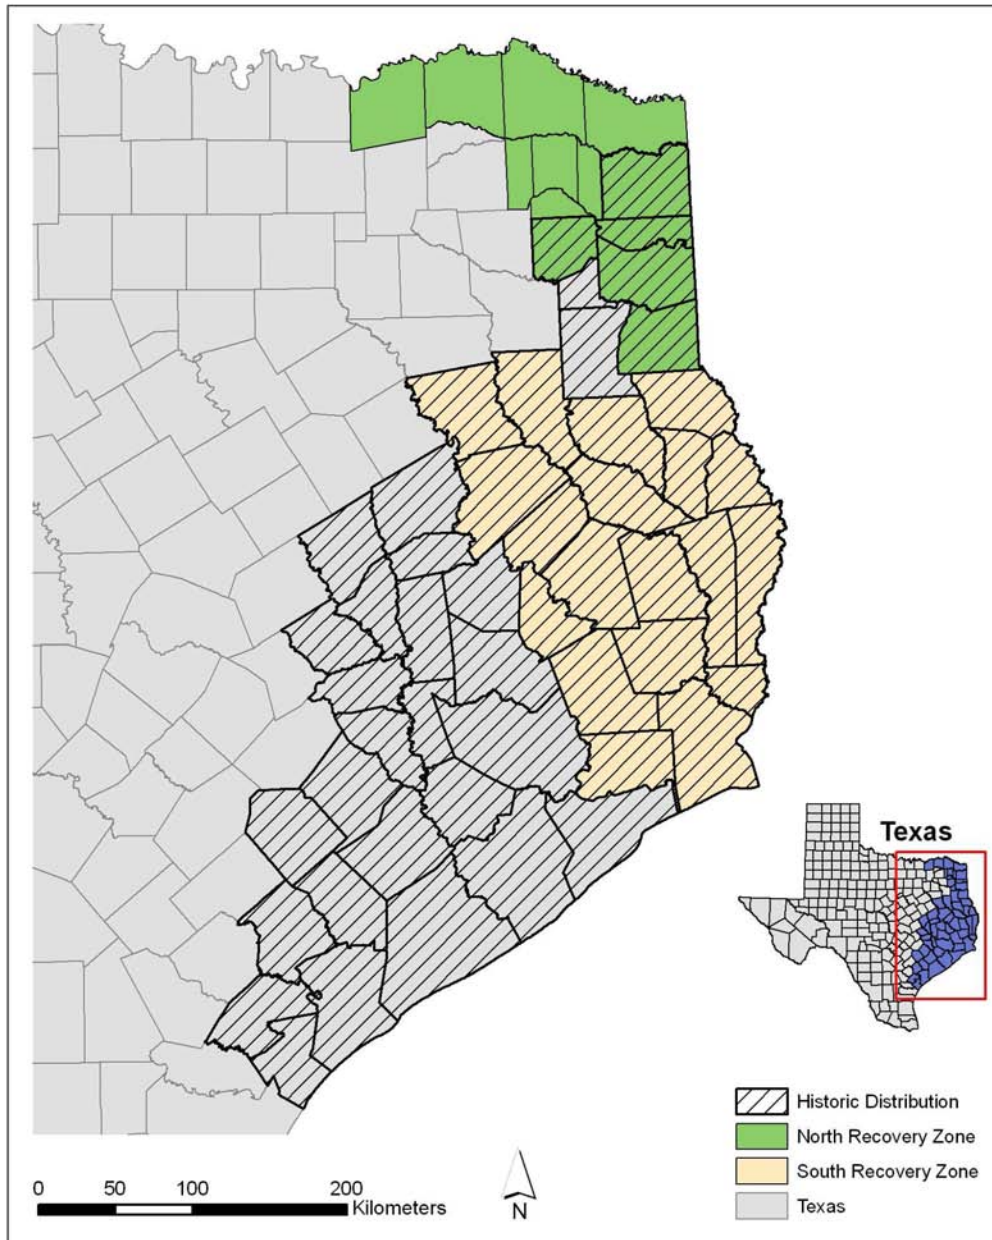 Texas
Historic Distribution
North Recovery Zone
South Recovery Zone
Texas
0 50 100 200
Kilometers
N